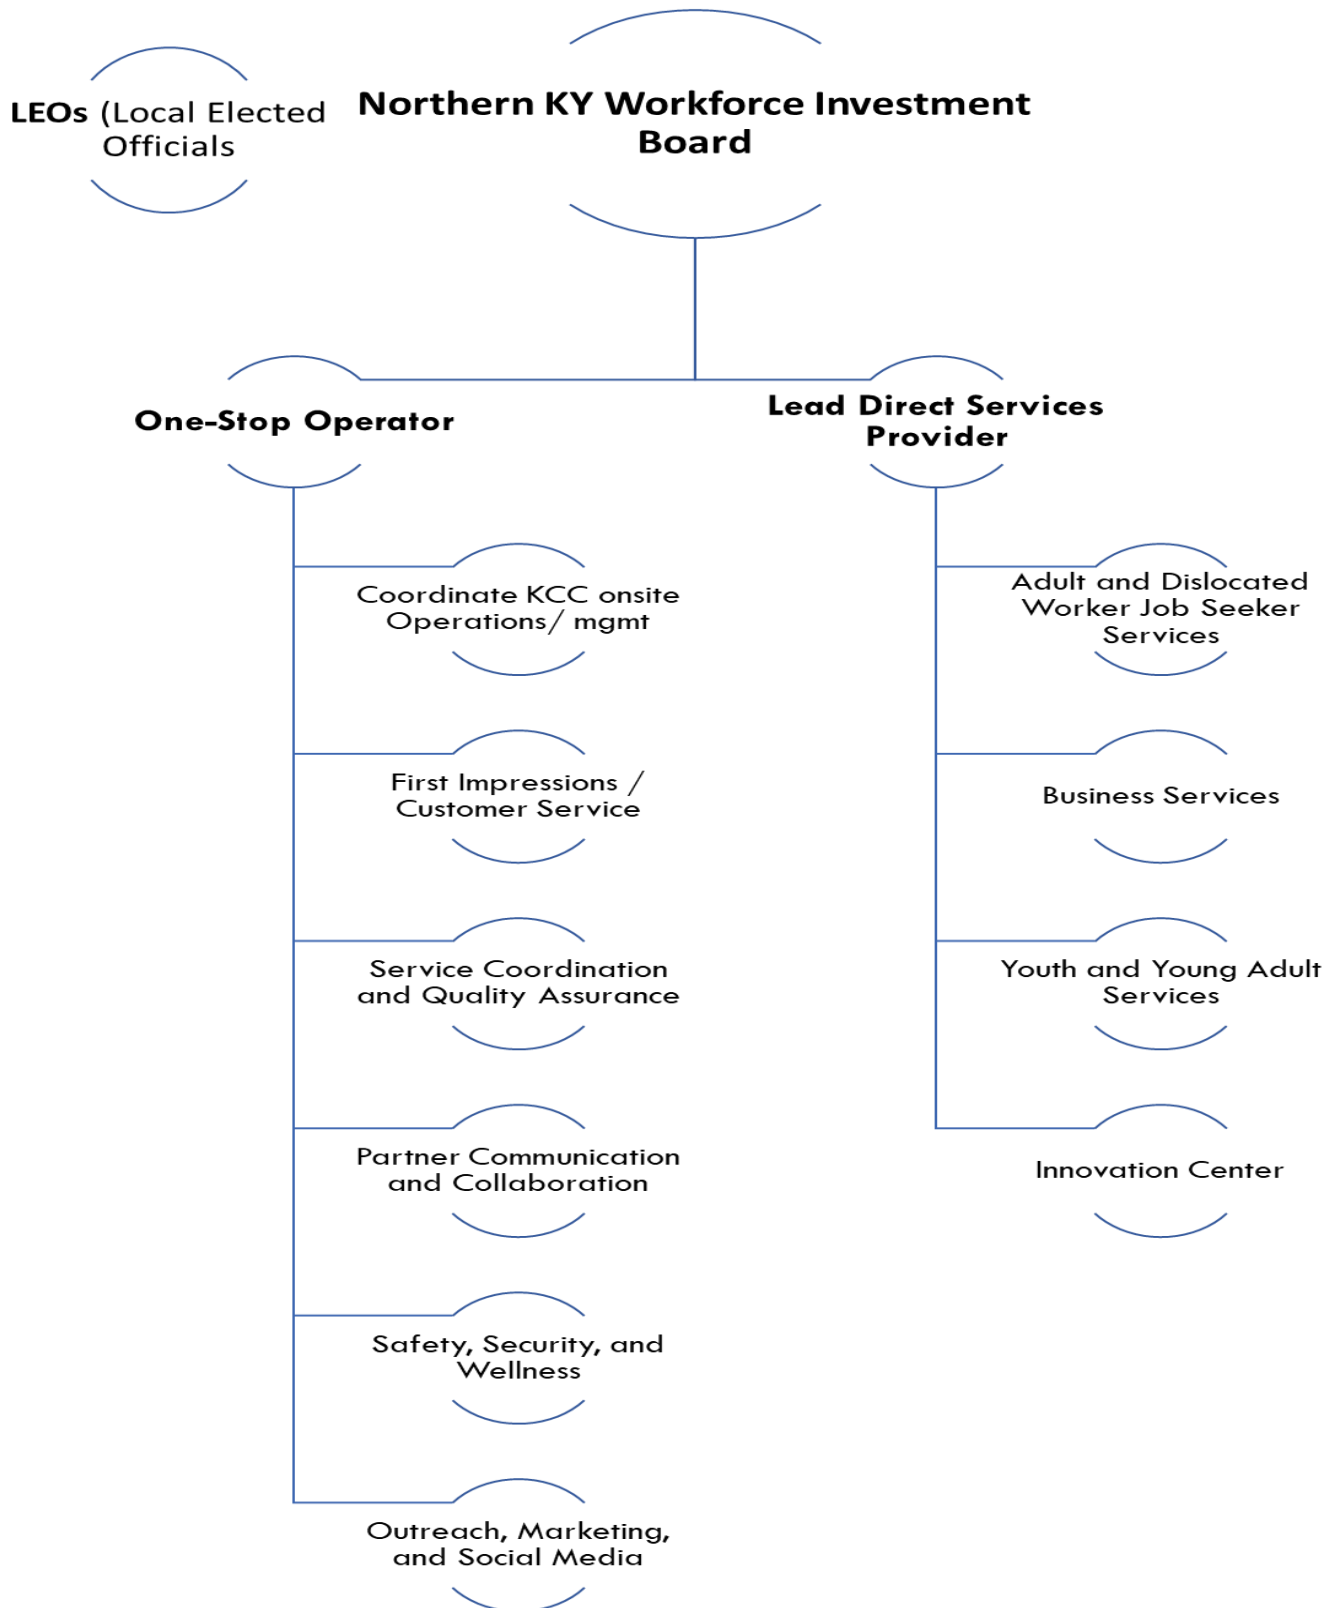 LEOs (Local Elected
Officials
Northern KY Workforce Investment
Board
One-Stop Operator
Lead Direct Services
Provider
Coordinate KCC onsite
Operations/ mgmt
First Impressions /
Customer Service
Service Coordination
and Quality Assurance
Partner Communication
and Collaboration
Safety, Security, and
Wellness
Outreach, Marketing,
and Social Media
Adult and Dislocated
Worker Job Seeker
Services
Business Services
Youth and Young Adult
Services
Innovation Center